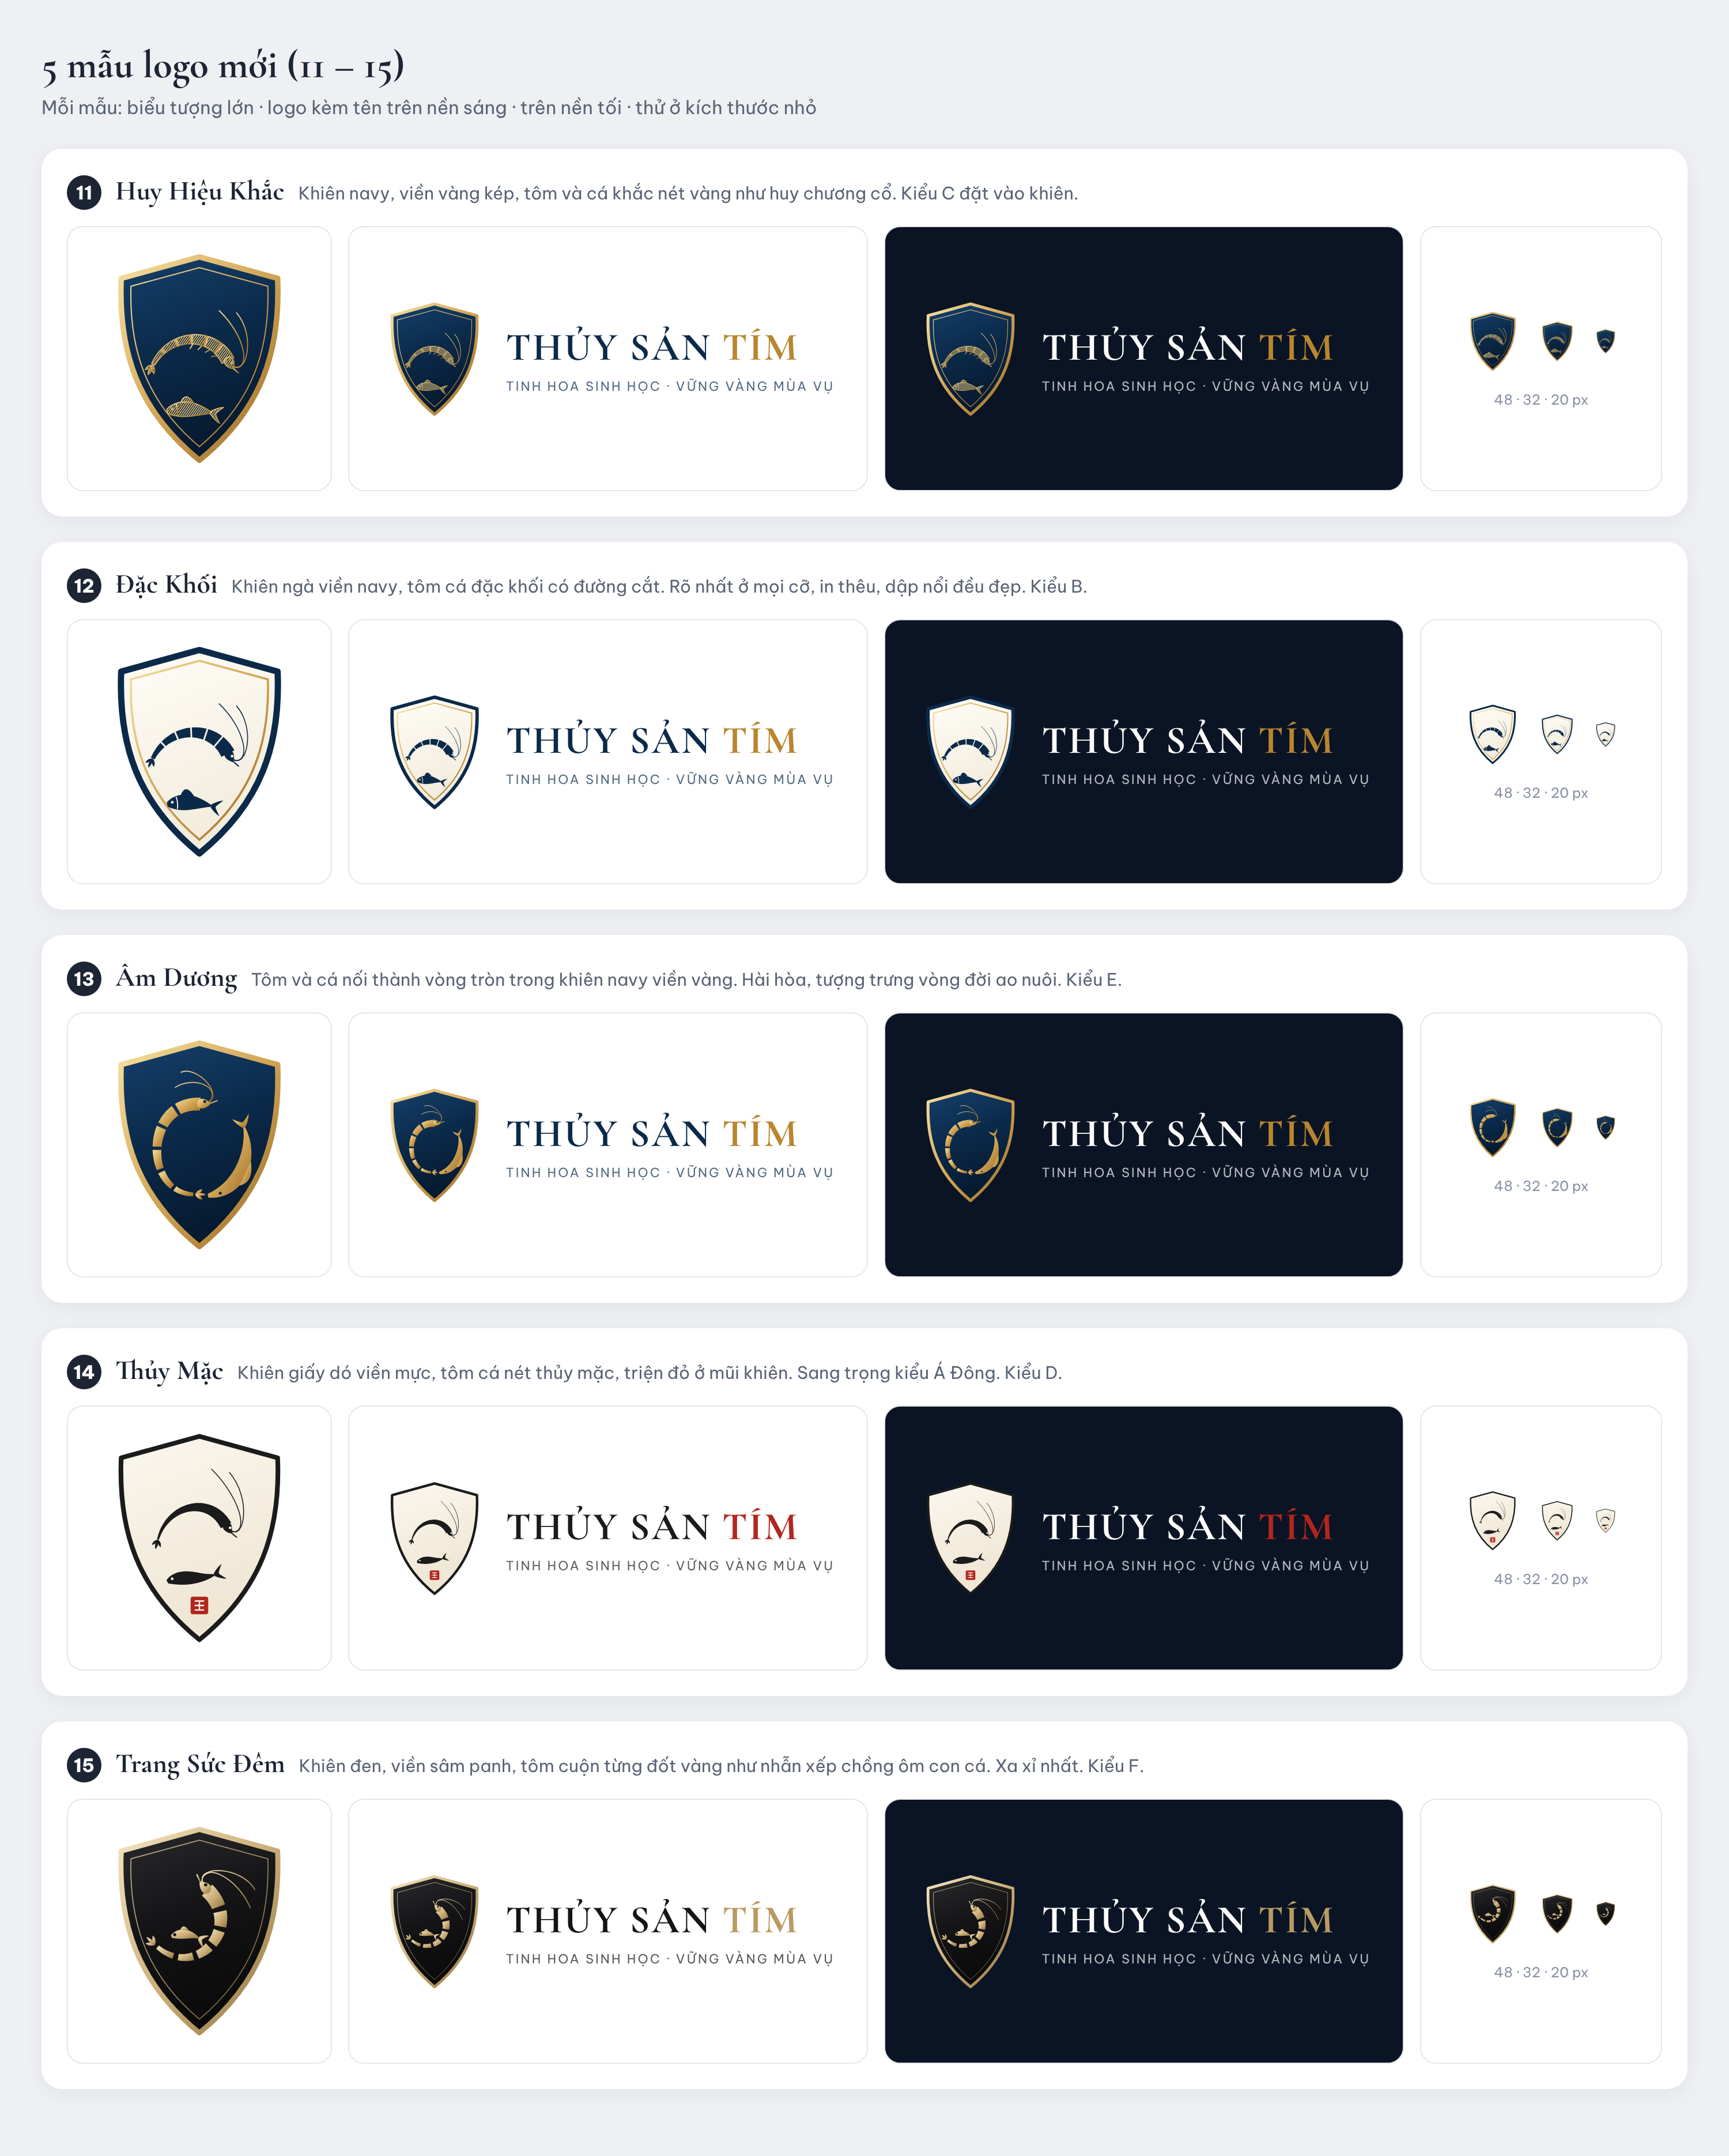 5 mẫu logo mới (11 – 15)
Mỗi mẫu: biểu tượng lớn · logo kèm tên trên nền sáng · trên nền tối · thử ở kích thước nhỏ
11 Huy Hiệu Khắc Khiên navy, viền vàng kép, tôm và cá khắc nét vàng như huy chương cổ. Kiểu C đặt vào khiên.
THỦY SẢN TÍM
TINH HOA SINH HỌC · VỮNG VÀNG MÙA VỤ
THỦY SẢN TÍM
TINH HOA SINH HỌC · VỮNG VÀNG MÙA VỤ
48 · 32 · 20 px
12 Đặc Khối Khiên ngà viền navy, tôm cá đặc khối có đường cắt. Rõ nhất ở mọi cỡ, in thêu, dập nổi đều đẹp. Kiểu B.
THỦY SẢN TÍM
TINH HOA SINH HỌC · VỮNG VÀNG MÙA VỤ
THỦY SẢN TÍM
TINH HOA SINH HỌC · VỮNG VÀNG MÙA VỤ
48 · 32 · 20 px
13 Âm Dương Tôm và cá nối thành vòng tròn trong khiên navy viền vàng. Hài hòa, tượng trưng vòng đời ao nuôi. Kiểu E.
THỦY SẢN TÍM
TINH HOA SINH HỌC · VỮNG VÀNG MÙA VỤ
THỦY SẢN TÍM
TINH HOA SINH HỌC · VỮNG VÀNG MÙA VỤ
48 · 32 · 20 px
14 Thủy Mặc Khiên giấy dó viền mực, tôm cá nét thủy mặc, triện đỏ ở mũi khiên. Sang trọng kiểu Á Đông. Kiểu D.
王
THỦY SẢN TÍM
TINH HOA SINH HỌC · VỮNG VÀNG MÙA VỤ
THỦY SẢN TÍM
TINH HOA SINH HỌC · VỮNG VÀNG MÙA VỤ
48 · 32 · 20 px
15 Trang Sức Đêm Khiên đen, viền sâm panh, tôm cuộn từng đốt vàng như nhẫn xếp chồng ôm con cá. Xa xỉ nhất. Kiểu F.
THỦY SẢN TÍM
TINH HOA SINH HỌC · VỮNG VÀNG MÙA VỤ
THỦY SẢN TÍM
TINH HOA SINH HỌC · VỮNG VÀNG MÙA VỤ
48 · 32 · 20 px